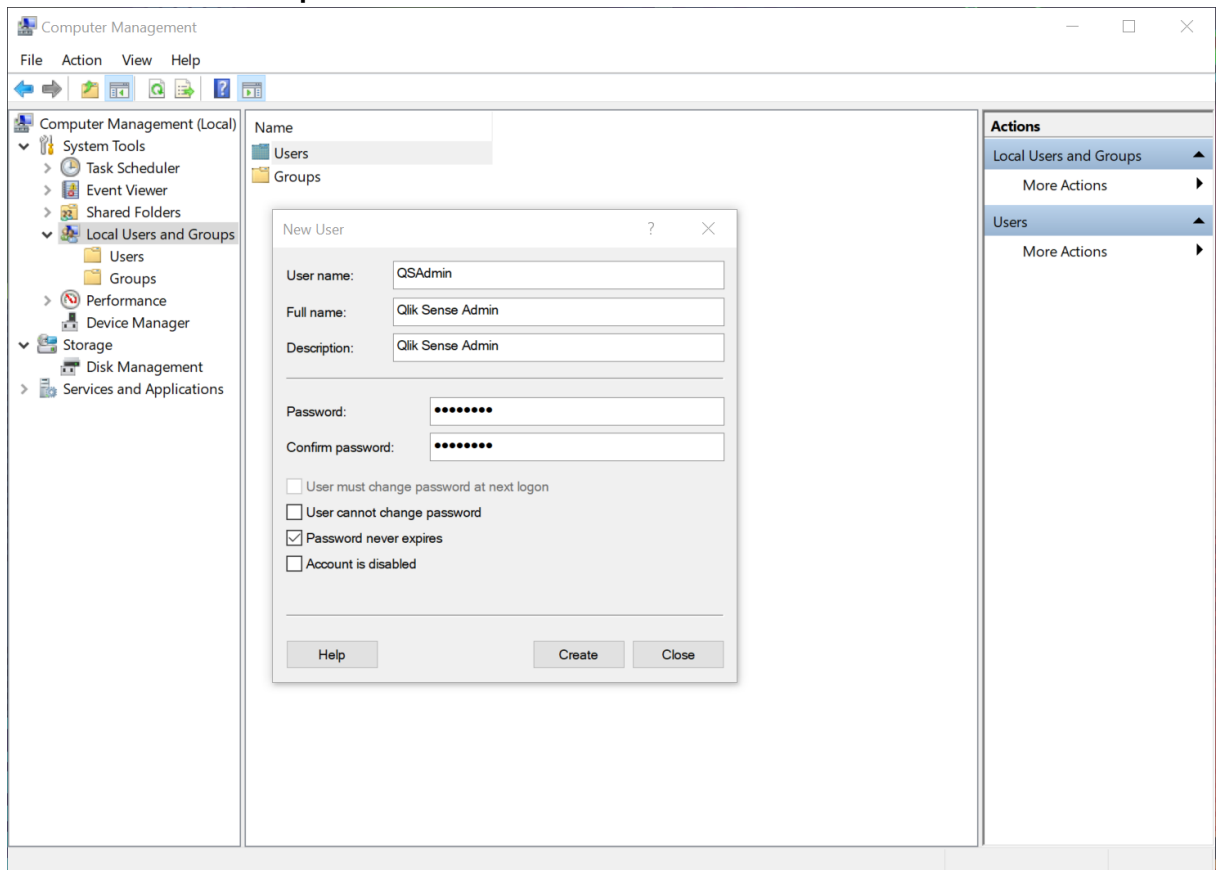 Computer Management
File Action View Help
Computer Management (Local)
System Tools
Task Scheduler
Event Viewer
Shared Folders
Local Users and Groups
Users
Groups
Performance
Device Manager
Storage
Disk Management
Services and Applications
Name
Users
Groups
New User
User name: QSAdmin
Full name: Qlik Sense Admin
Description: Qlik Sense Admin
Password: ●●●●●●●●
Confirm password: ●●●●●●●●
User must change password at next logon
User cannot change password
Password never expires
Account is disabled
Help Create Close
Actions
Local Users and Groups
More Actions
Users
More Actions